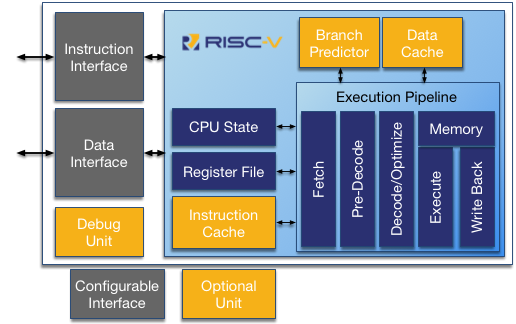 Instruction
Interface
RISC-V
Branch
Predictor
Data
Cache
Execution Pipeline
Data
Interface
CPU State
Register File
Instruction
Cache
Fetch
Pre-Decode
Decode/Optimize
Memory
Execute
Write Back
Debug
Unit
Configurable
Interface
Optional
Unit